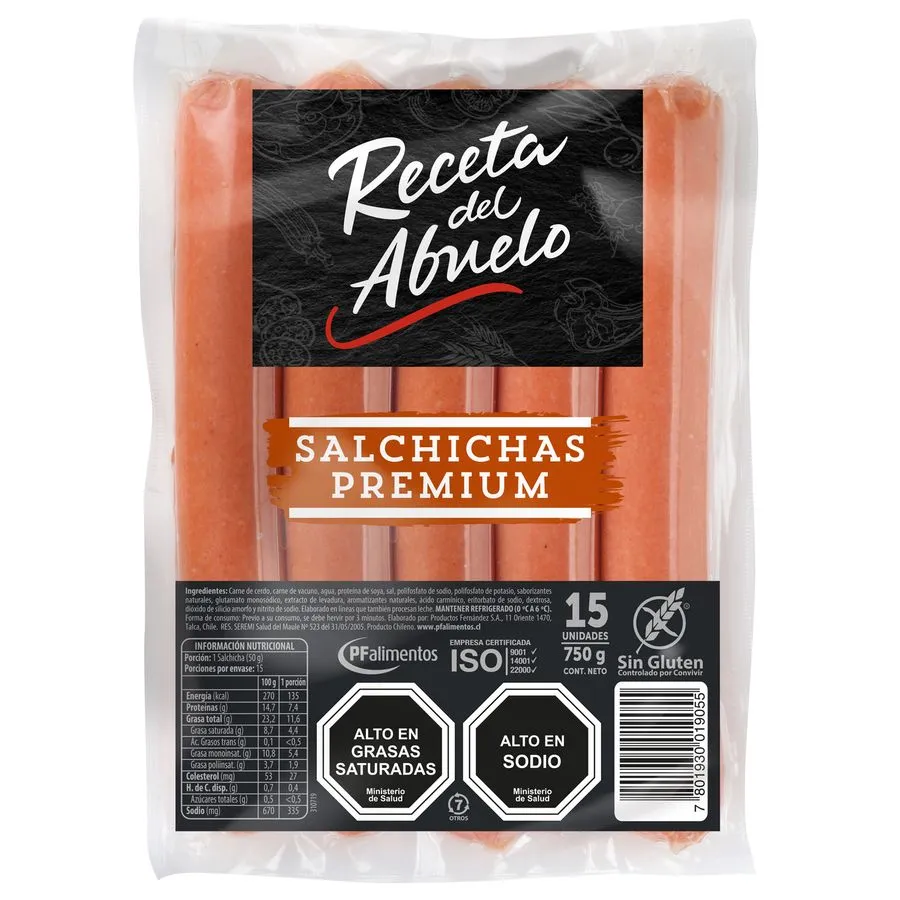 Receta
del
Abuelo
SALCHICHAS
PREMIUM
Ingredientes: Carne de cerdo, carne de vacuno, agua, proteína de soya, sal, polifosfato de sodio, polifosfato de potasio, saborizantes
naturales, glutamato monosódico, extracto de levadura, aromatizantes naturales, ácido carmínico, eritorbato de sodio, dextrosa,
dióxido de silicio amorfo y nitrito de sodio. Elaborado en líneas que también procesan leche. MANTENER REFRIGERADO (0 ºC A 6 ºC).
Forma de consumo: Previo a su consumo, se debe hervir por 3 minutos. Elaborado por: Productos Fernández S.A., 11 Oriente 1470,
Talca, Chile. RES. SEREMI Salud del Maule Nº 523 del 31/05/2005. Producto Chileno. www.pfalimentos.cl
INFORMACIÓN NUTRICIONAL
Porción: 1 Salchicha (50 g)
Porciones por envase: 15
100 g 1 porción
Energía (kcal) 270 135
Proteínas (g) 14,7 7,4
Grasa total (g) 23,2 11,6
Grasa saturada (g) 8,7 4,4
Ác. Grasos trans (g) 0,1 <0,5
Grasa monoinsat. (g) 10,8 5,4
Grasa poliinsat. (g) 3,7 1,9
Colesterol (mg) 53 27
H. de C. disp. (g) 0,7 0,4
Azúcares totales (g) 0,5 <0,5
Sodio (mg) 670 335
310719
PFalimentos
EMPRESA CERTIFICADA
ISO
9001 ✓
14001 ✓
22000 ✓
15
UNIDADES
750 g
CONT. NETO
Sin Gluten
Controlado por Convivir
ALTO EN
GRASAS
SATURADAS
Ministerio
de Salud
ALTO EN
SODIO
Ministerio
de Salud
7
OTROS
7 801930 019055